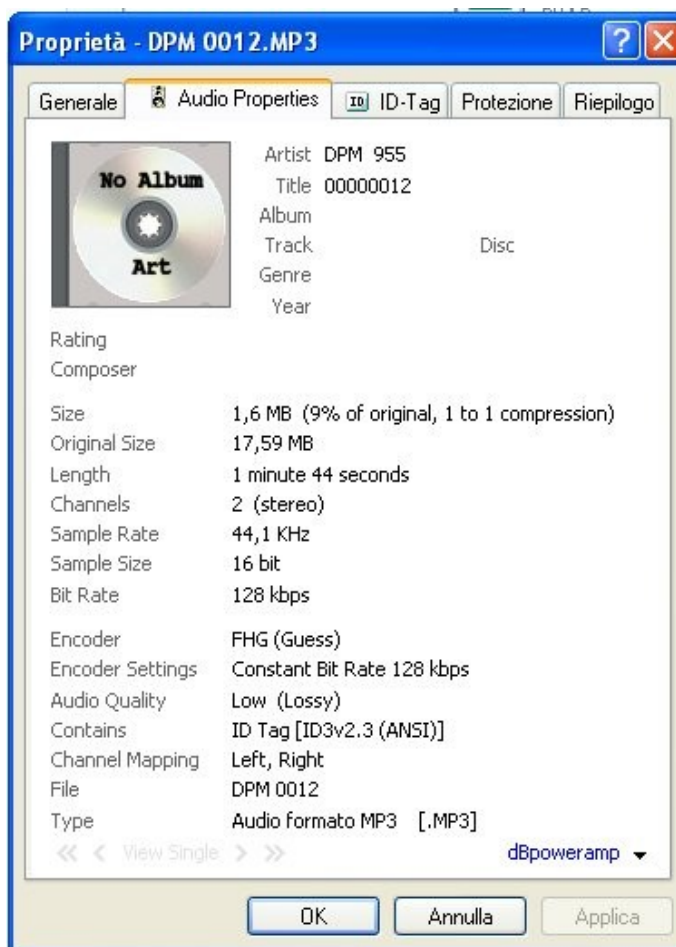 Proprietà - DPM 0012.MP3
Generale Audio Properties ID ID-Tag Protezione Riepilogo
No Album
Art
Artist DPM 955
Title 00000012
Album
Track Disc
Genre
Year
Rating
Composer
Size 1,6 MB (9% of original, 1 to 1 compression)
Original Size 17,59 MB
Length 1 minute 44 seconds
Channels 2 (stereo)
Sample Rate 44,1 KHz
Sample Size 16 bit
Bit Rate 128 kbps
Encoder FHG (Guess)
Encoder Settings Constant Bit Rate 128 kbps
Audio Quality Low (Lossy)
Contains ID Tag [ID3v2.3 (ANSI)]
Channel Mapping Left, Right
File DPM 0012
Type Audio formato MP3 [.MP3]
View Single dBpoweramp
OK Annulla Applica